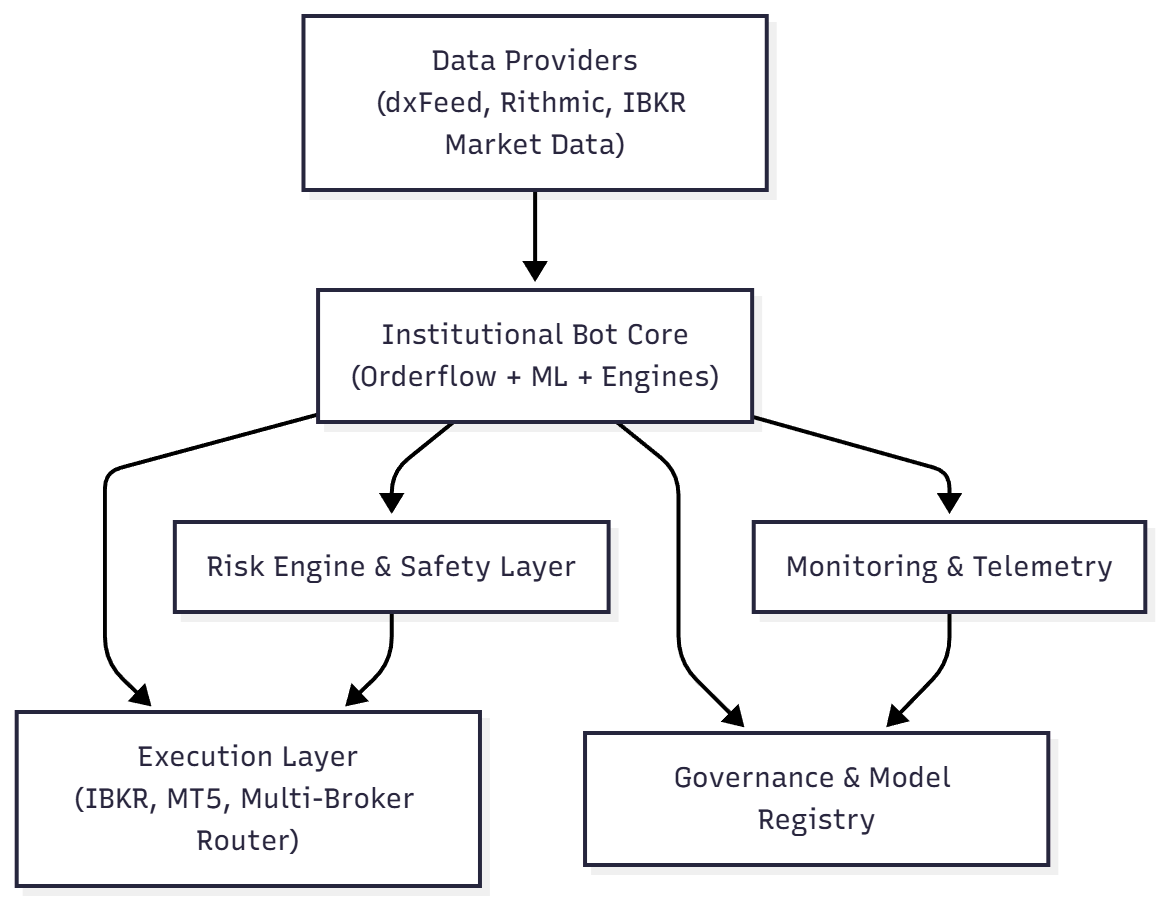 Data Providers
(dxFeed, Rithmic, IBKR
Market Data)
Institutional Bot Core
(Orderflow + ML + Engines)
Risk Engine & Safety Layer
Monitoring & Telemetry
Execution Layer
(IBKR, MT5, Multi-Broker
Router)
Governance & Model
Registry